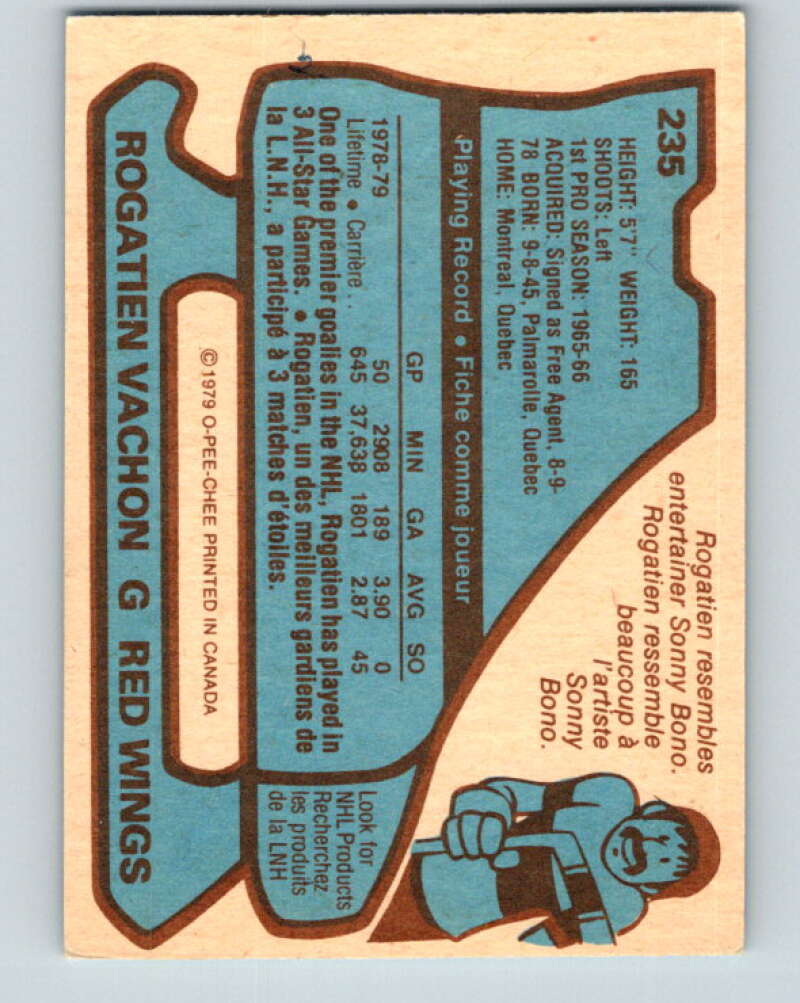 235
HEIGHT: 5'7" WEIGHT: 165
SHOOTS: Left
1st PRO SEASON: 1965-66
ACQUIRED: Signed as Free Agent, 8-9-
78 BORN: 9-8-45, Palmarolle, Quebec
HOME: Montreal, Quebec
Rogatien resembles
entertainer Sonny Bono.
Rogatien ressemble
beaucoup à
l'artiste
Sonny
Bono.
Playing Record • Fiche comme joueur
GP MIN GA AVG SO
1978-79 50 2908 189 3.90 0
Lifetime • Carrière . . 645 37,638 1801 2.87 45
One of the premier goalies in the NHL, Rogatien has played in
3 All-Star Games. • Rogatien, un des meilleurs gardiens de
la L.N.H., a participé à 3 matches d'étoiles.
Look for
NHL Products
Recherchez
les produits
de la LNH
© 1979 O-PEE-CHEE PRINTED IN CANADA
ROGATIEN VACHON G RED WINGS